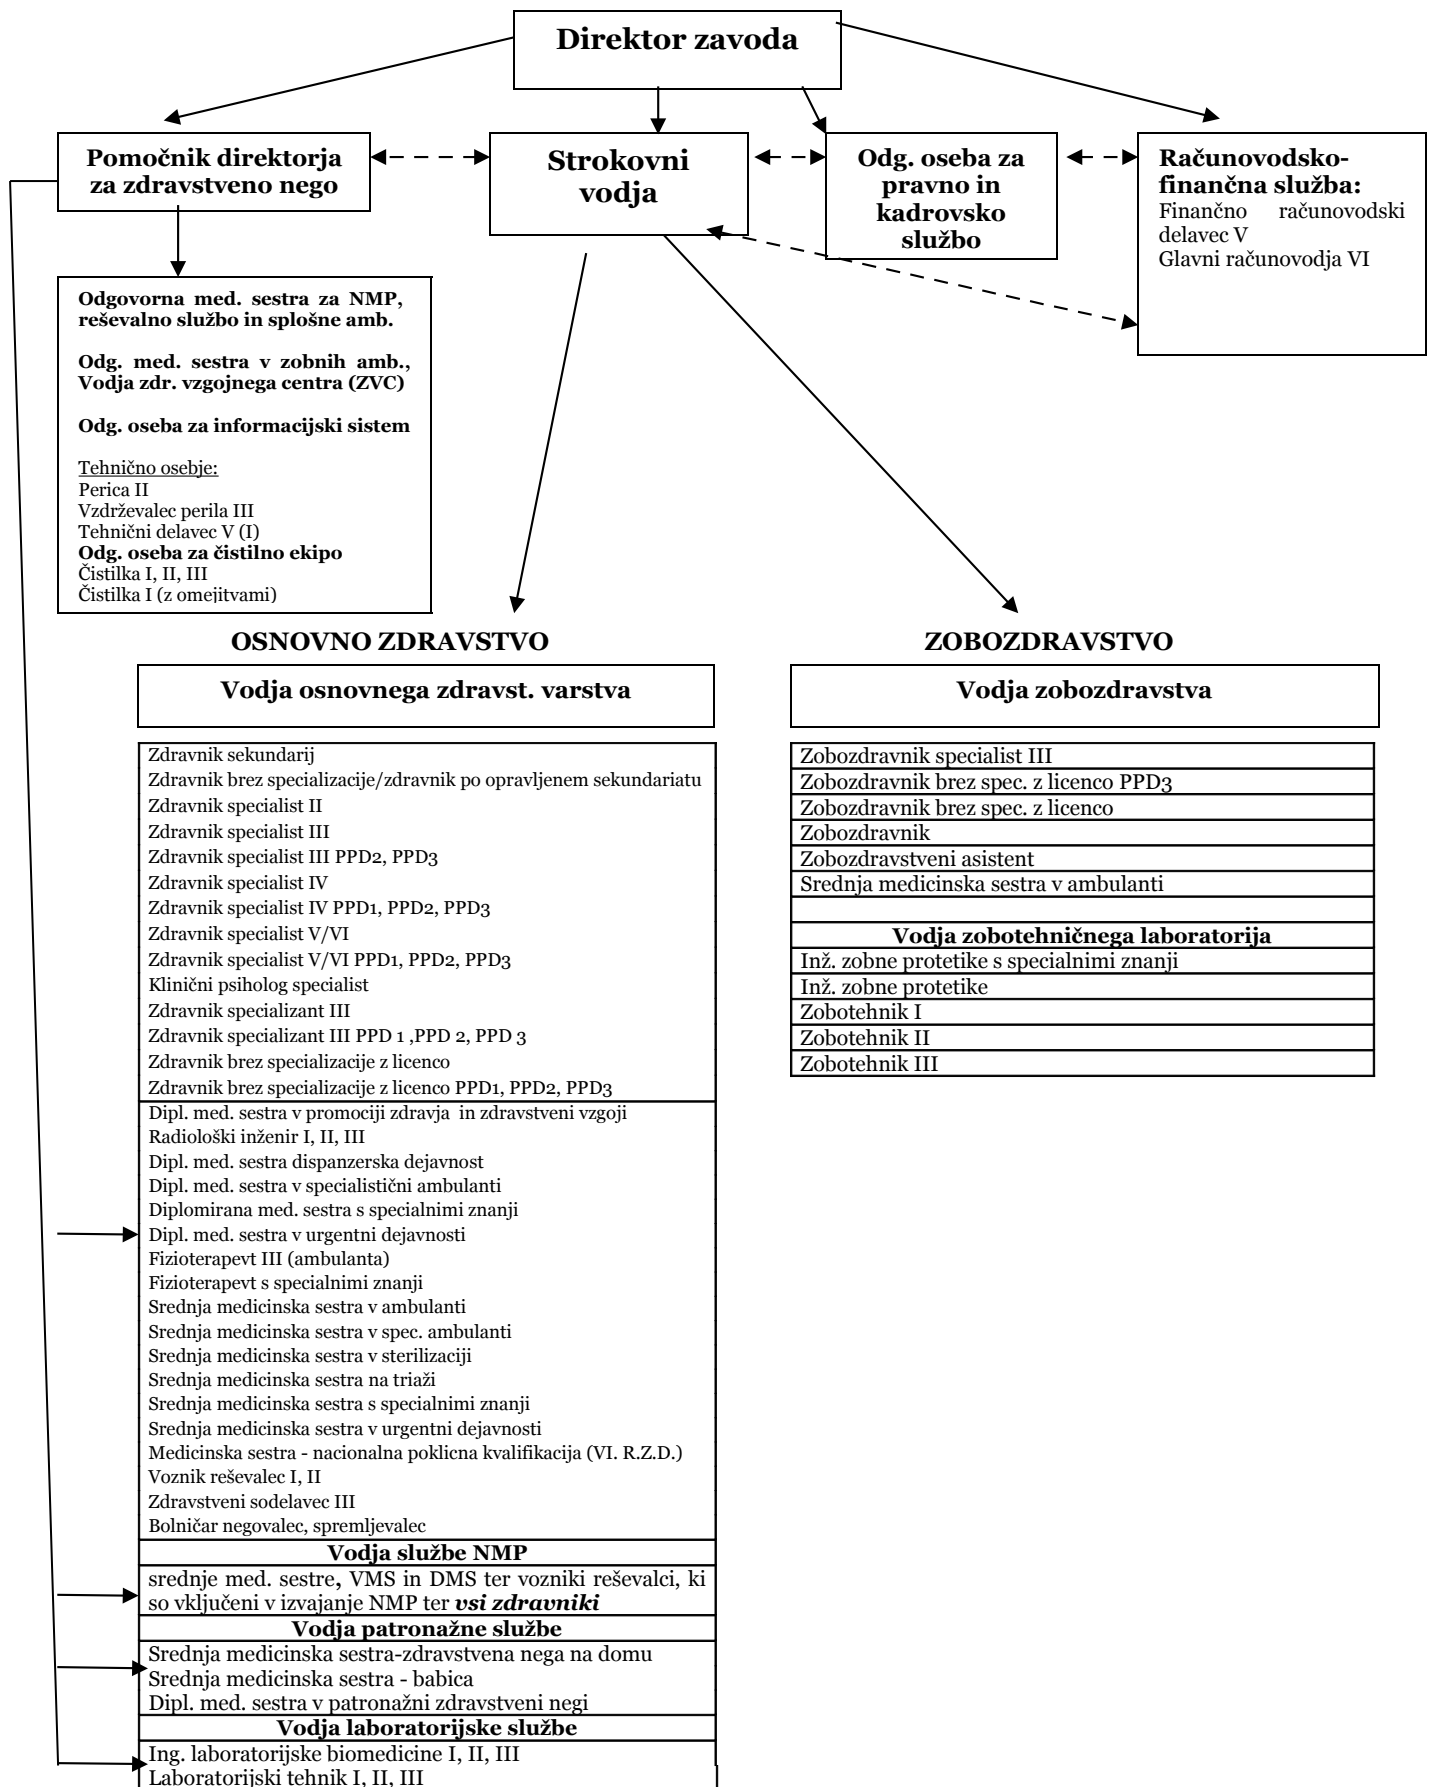 Direktor zavoda
Pomočnik direktorja
za zdravstveno nego
Strokovni
vodja
Odg. oseba za
pravno in
kadrovsko
službo
Računovodsko-
finančna služba:
Finančno računovodski
delavec V
Glavni računovodja VI
Odgovorna med. sestra za NMP,
reševalno službo in splošne amb.
Odg. med. sestra v zobnih amb.,
Vodja zdr. vzgojnega centra (ZVC)
Odg. oseba za informacijski sistem
Tehnično osebje:
Perica II
Vzdrževalec perila III
Tehnični delavec V (I)
Odg. oseba za čistilno ekipo
Čistilka I, II, III
Čistilka I (z omejitvami)
OSNOVNO ZDRAVSTVO
Vodja osnovnega zdravst. varstva
Zdravnik sekundarij
Zdravnik brez specializacije/zdravnik po opravljenem sekundariatu
Zdravnik specialist II
Zdravnik specialist III
Zdravnik specialist III PPD2, PPD3
Zdravnik specialist IV
Zdravnik specialist IV PPD1, PPD2, PPD3
Zdravnik specialist V/VI
Zdravnik specialist V/VI PPD1, PPD2, PPD3
Klinični psiholog specialist
Zdravnik specializant III
Zdravnik specializant III PPD 1 ,PPD 2, PPD 3
Zdravnik brez specializacije z licenco
Zdravnik brez specializacije z licenco PPD1, PPD2, PPD3
Dipl. med. sestra v promociji zdravja in zdravstveni vzgoji
Radiološki inženir I, II, III
Dipl. med. sestra dispanzerska dejavnost
Dipl. med. sestra v specialistični ambulanti
Diplomirana med. sestra s specialnimi znanji
Dipl. med. sestra v urgentni dejavnosti
Fizioterapevt III (ambulanta)
Fizioterapevt s specialnimi znanji
Srednja medicinska sestra v ambulanti
Srednja medicinska sestra v spec. ambulanti
Srednja medicinska sestra v sterilizaciji
Srednja medicinska sestra na triaži
Srednja medicinska sestra s specialnimi znanji
Srednja medicinska sestra v urgentni dejavnosti
Medicinska sestra - nacionalna poklicna kvalifikacija (VI. R.Z.D.)
Voznik reševalec I, II
Zdravstveni sodelavec III
Bolničar negovalec, spremljevalec
Vodja službe NMP
srednje med. sestre, VMS in DMS ter vozniki reševalci, ki
so vključeni v izvajanje NMP ter vsi zdravniki
Vodja patronažne službe
Srednja medicinska sestra-zdravstvena nega na domu
Srednja medicinska sestra - babica
Dipl. med. sestra v patronažni zdravstveni negi
Vodja laboratorijske službe
Ing. laboratorijske biomedicine I, II, III
Laboratorijski tehnik I, II, III
ZOBOZDRAVSTVO
Vodja zobozdravstva
Zobozdravnik specialist III
Zobozdravnik brez spec. z licenco PPD3
Zobozdravnik brez spec. z licenco
Zobozdravnik
Zobozdravstveni asistent
Srednja medicinska sestra v ambulanti
Vodja zobotehničnega laboratorija
Inž. zobne protetike s specialnimi znanji
Inž. zobne protetike
Zobotehnik I
Zobotehnik II
Zobotehnik III